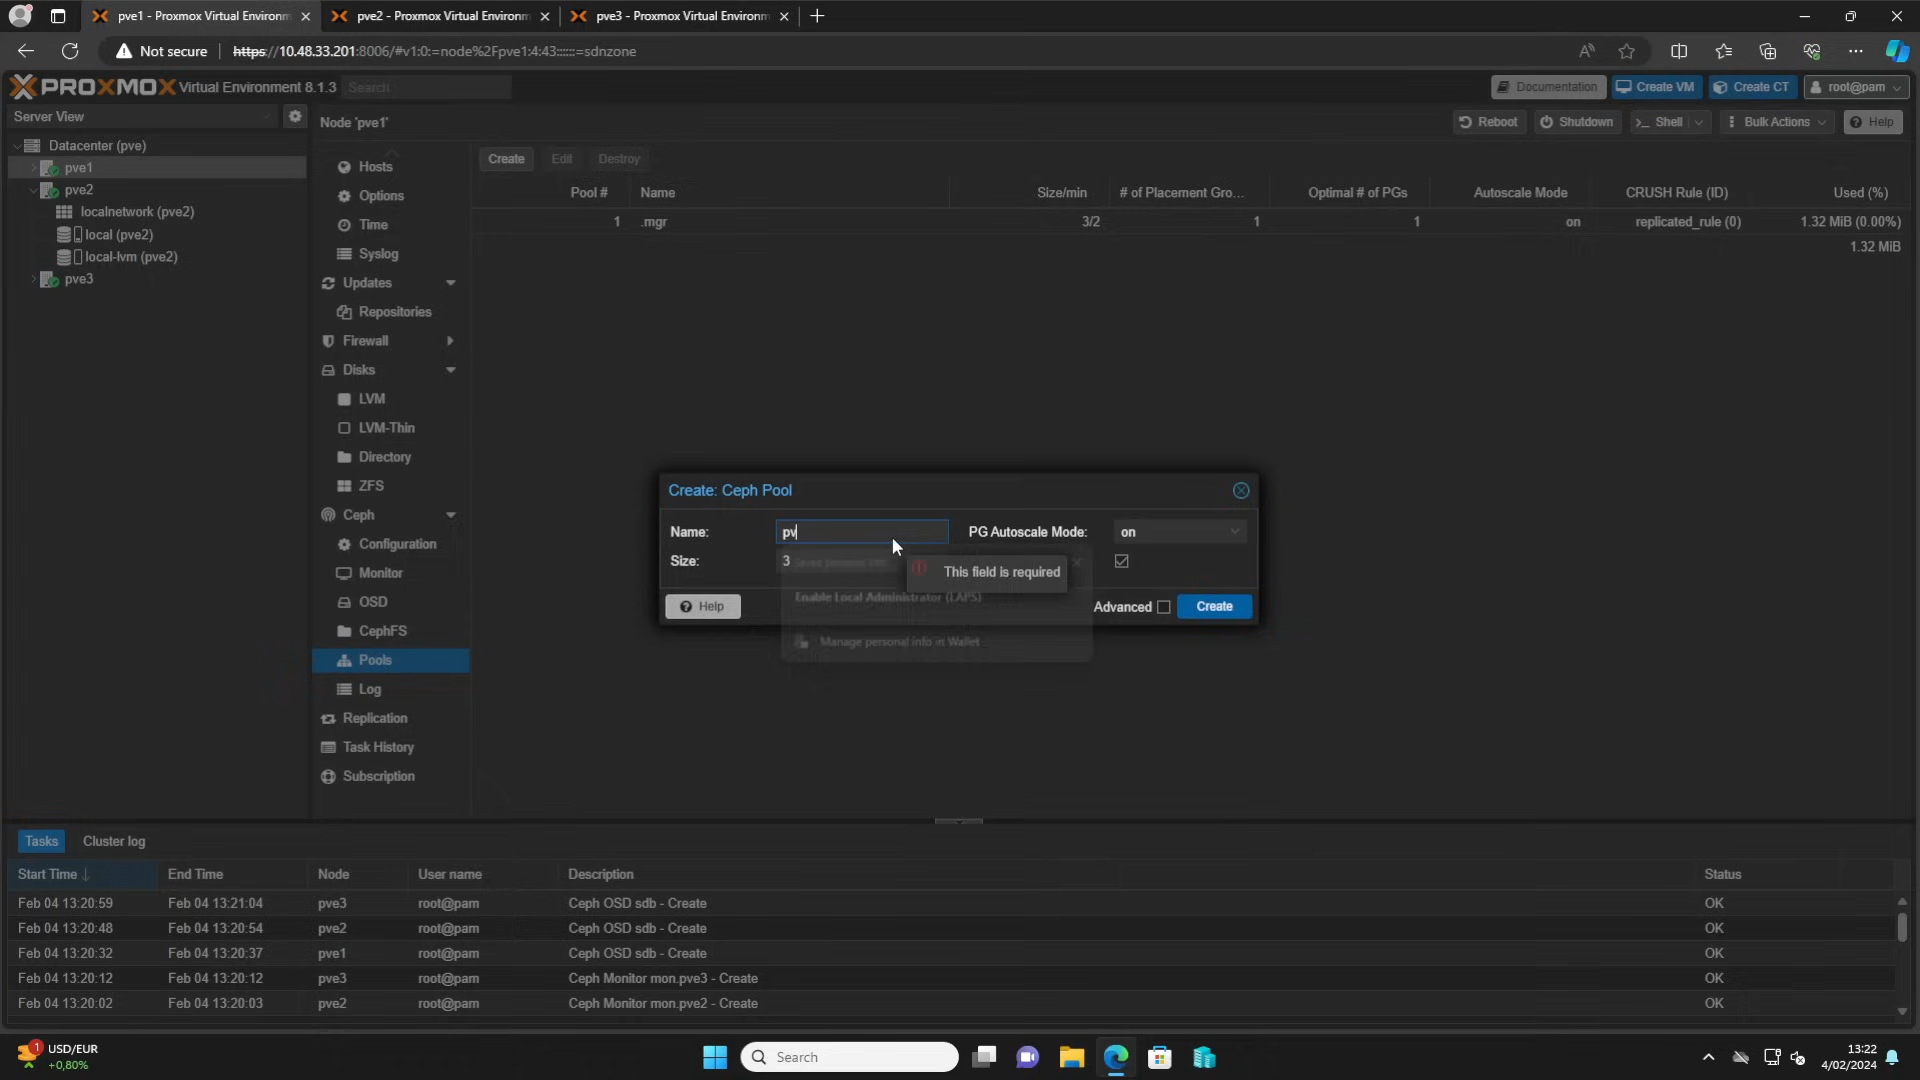 pve1 - Proxmox Virtual Environm
pve2 - Proxmox Virtual Environm
pve3 - Proxmox Virtual Environm
Not secure
https://10.48.33.201:8006/#v1:0:=node%2Fpve1:4:43::::::=sdnzone
PROXMOX Virtual Environment 8.1.3
Search
Documentation
Create VM
Create CT
root@pam
Server View
Node 'pve1'
Reboot
Shutdown
Shell
Bulk Actions
Help
Datacenter (pve)
pve1
pve2
localnetwork (pve2)
local (pve2)
local-lvm (pve2)
pve3
Hosts
Options
Time
Syslog
Updates
Repositories
Firewall
Disks
LVM
LVM-Thin
Directory
ZFS
Ceph
Configuration
Monitor
OSD
CephFS
Pools
Log
Replication
Task History
Subscription
Create Edit Destroy
Pool # Name Size/min # of Placement Gro... Optimal # of PGs Autoscale Mode CRUSH Rule (ID) Used (%)
1 .mgr 3/2 1 1 on replicated_rule (0) 1.32 MiB (0.00%)
1.32 MiB
Create: Ceph Pool
Name: pv PG Autoscale Mode: on
Size: 3 Saved personal info
This field is required
Enable Local Administrator (LAPS)
Help Advanced Create
Manage personal info in Wallet
Tasks Cluster log
Start Time End Time Node User name Description Status
Feb 04 13:20:59 Feb 04 13:21:04 pve3 root@pam Ceph OSD sdb - Create OK
Feb 04 13:20:48 Feb 04 13:20:54 pve2 root@pam Ceph OSD sdb - Create OK
Feb 04 13:20:32 Feb 04 13:20:37 pve1 root@pam Ceph OSD sdb - Create OK
Feb 04 13:20:12 Feb 04 13:20:12 pve3 root@pam Ceph Monitor mon.pve3 - Create OK
Feb 04 13:20:02 Feb 04 13:20:03 pve2 root@pam Ceph Monitor mon.pve2 - Create OK
1
USD/EUR
+0,80%
Search
13:22
4/02/2024